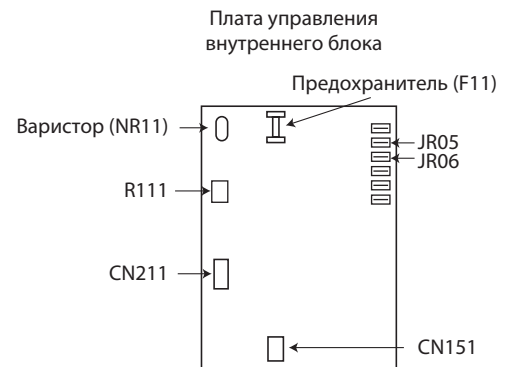 Плата управления
внутреннего блока
Предохранитель (F11)
Варистор (NR11)
JR05
JR06
R111
CN211
CN151